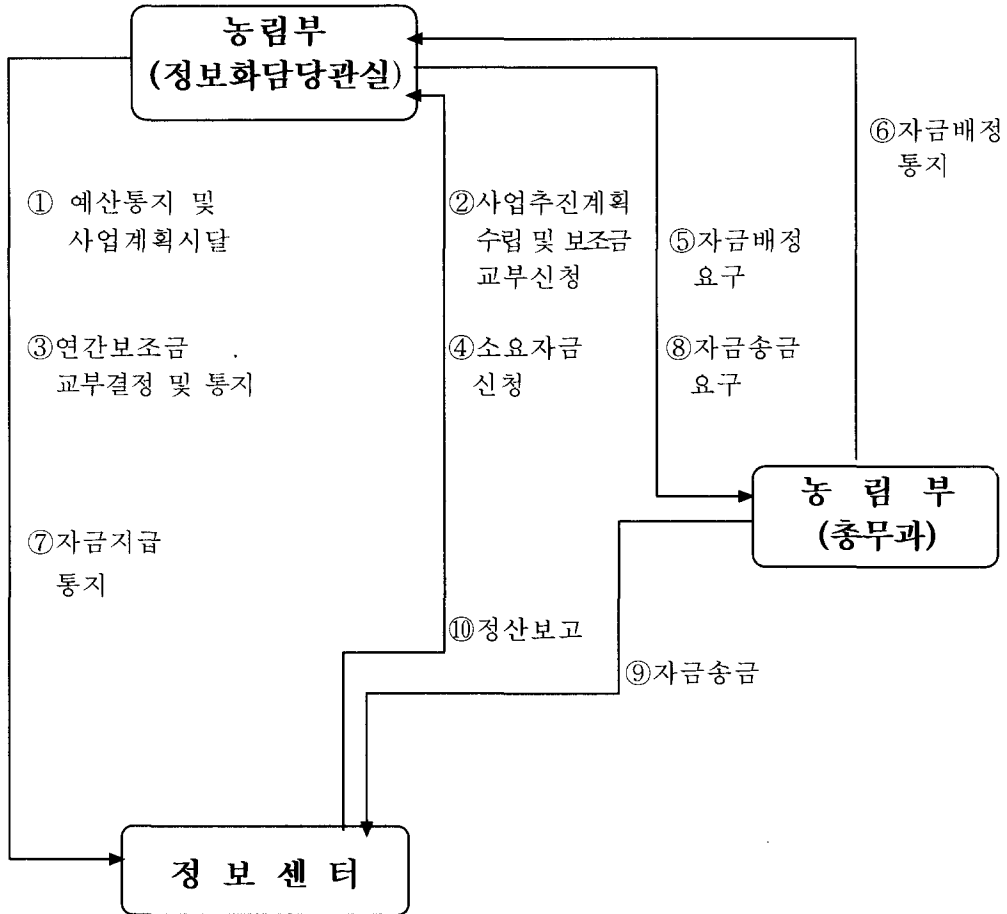 농림부
(정보화담당관실)
⑥자금배정
통지
① 예산통지 및
사업계획시달
②사업추진계획
수립 및 보조금
교부신청
⑤자금배정
요구
③연간보조금
교부결정 및 통지
④소요자금
신청
⑧자금송금
요구
농 림 부
(총무과)
⑦자금지급
통지
⑩정산보고
⑨자금송금
정 보 센 터